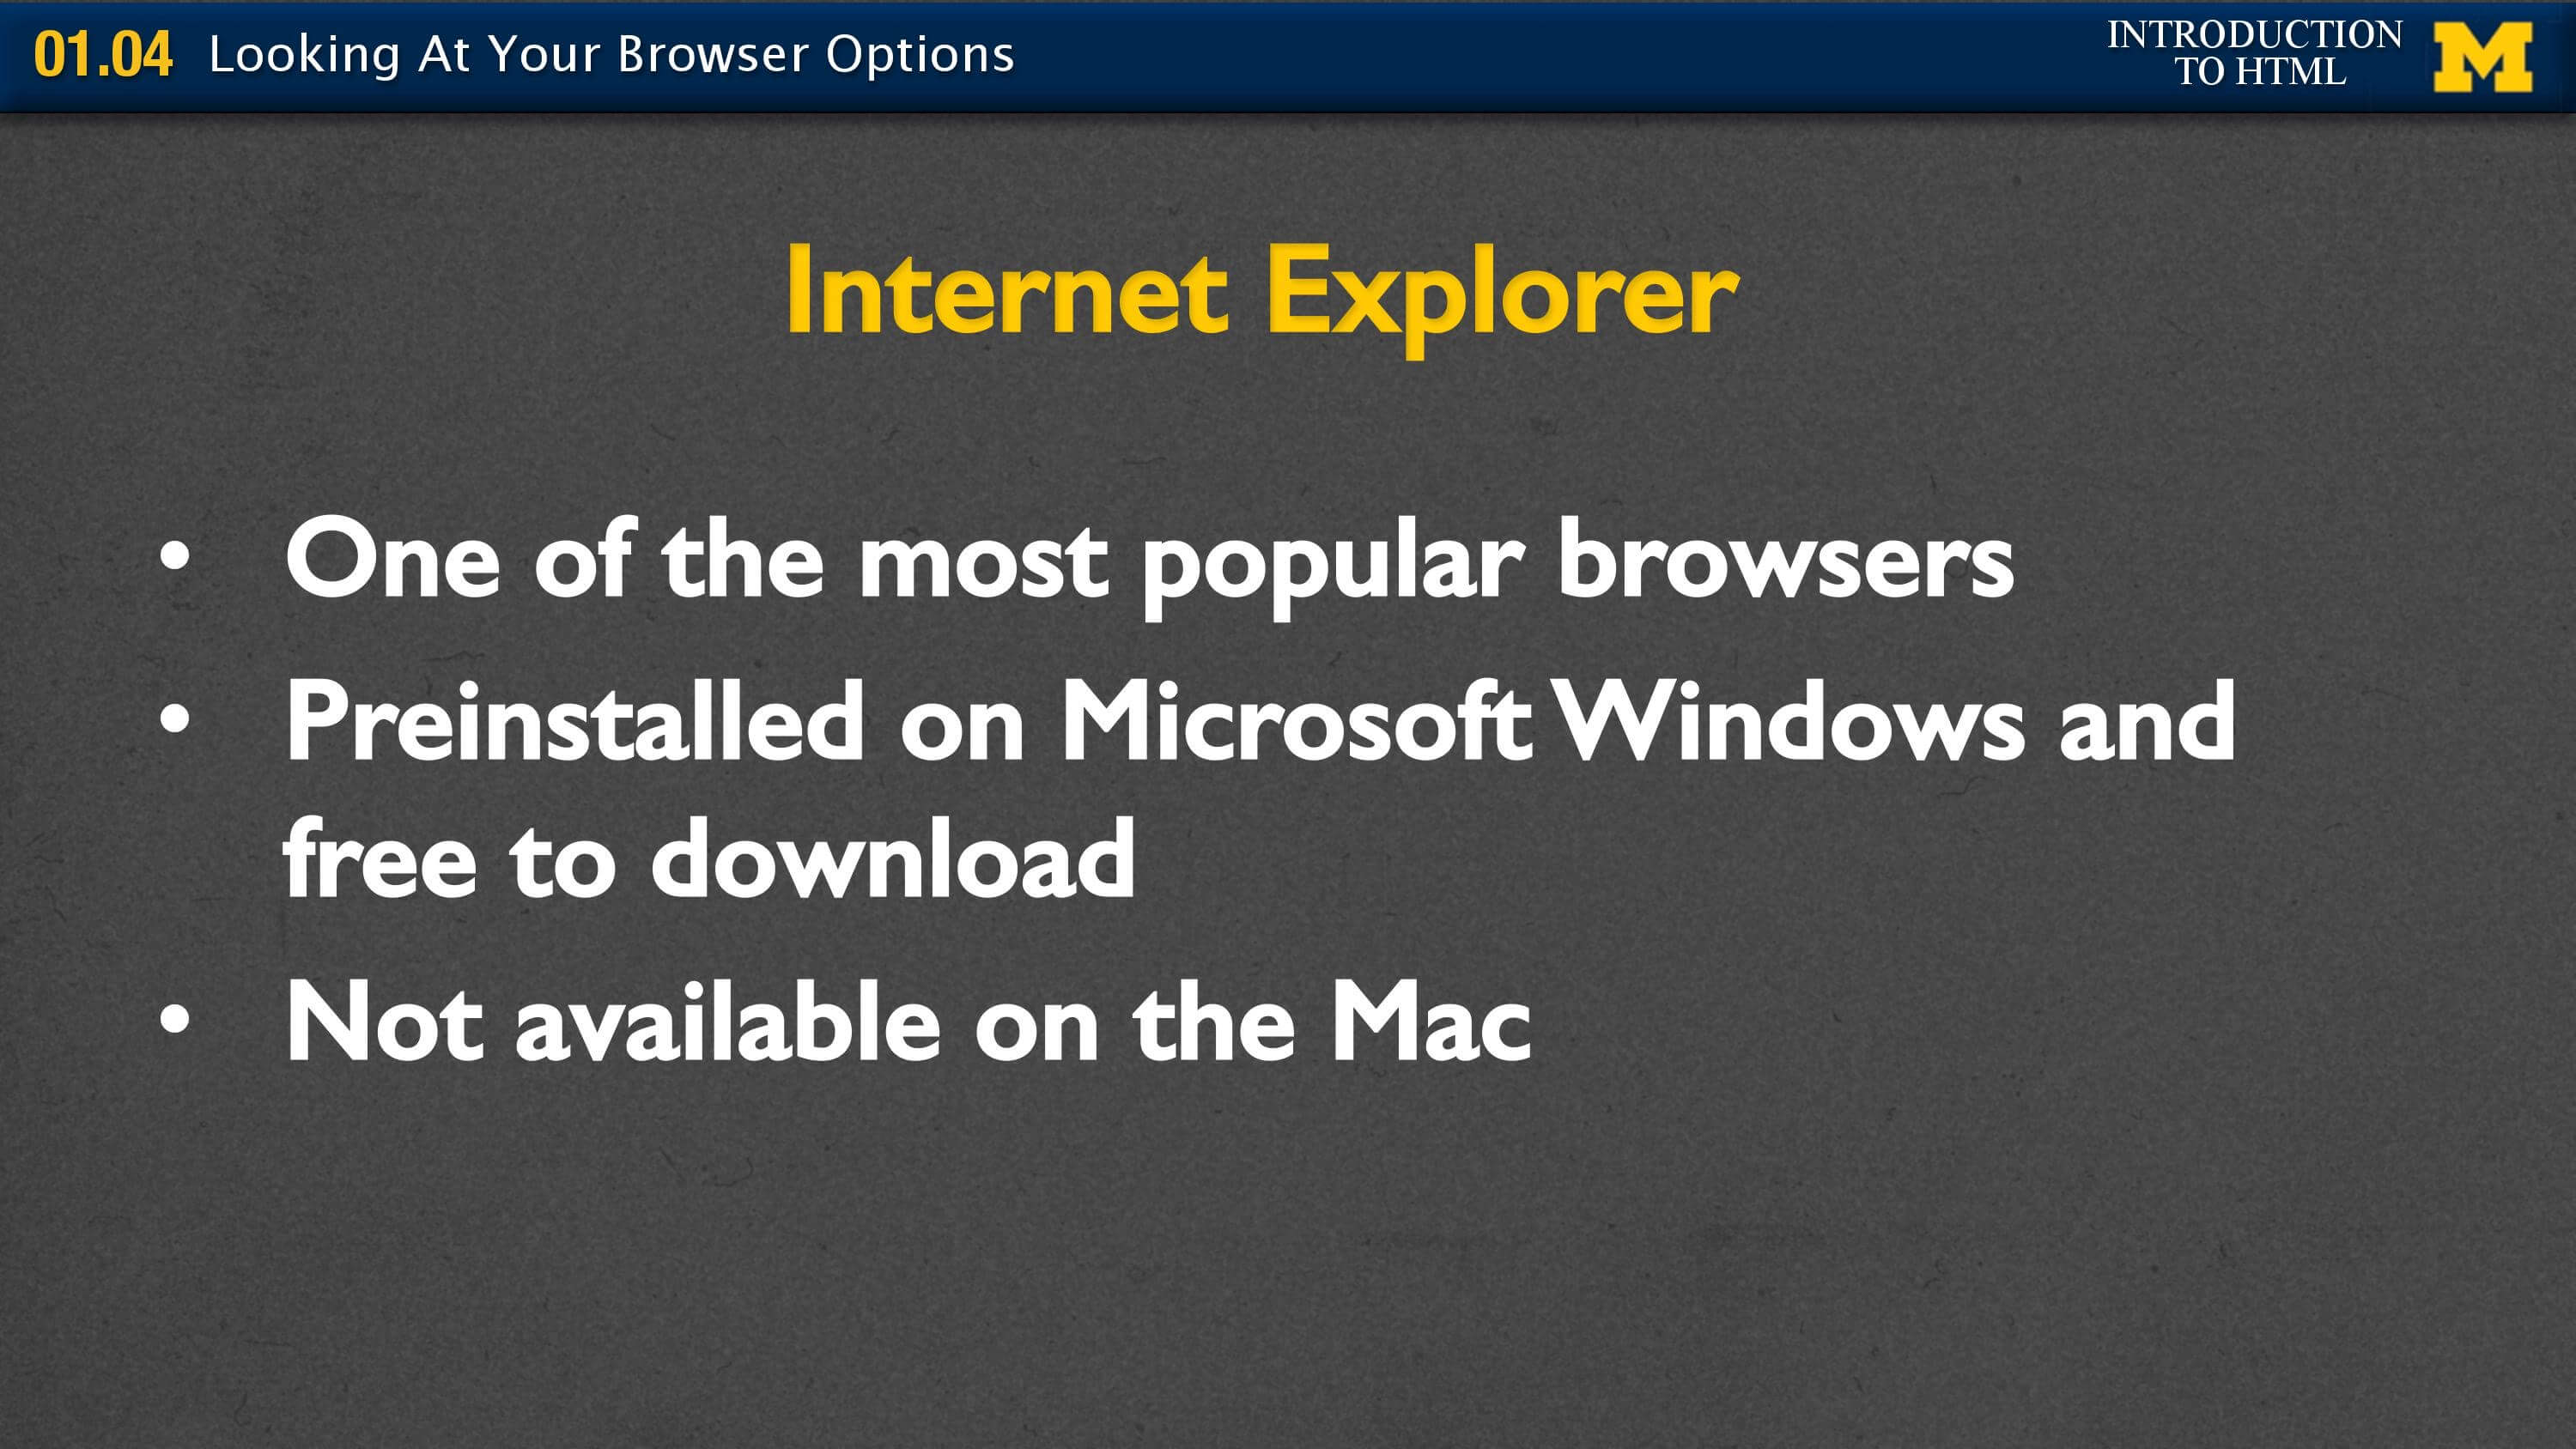 01.04 Looking At Your Browser Options
INTRODUCTION
TO HTML
M
Internet Explorer
• One of the most popular browsers
• Preinstalled on Microsoft Windows and
free to download
• Not available on the Mac